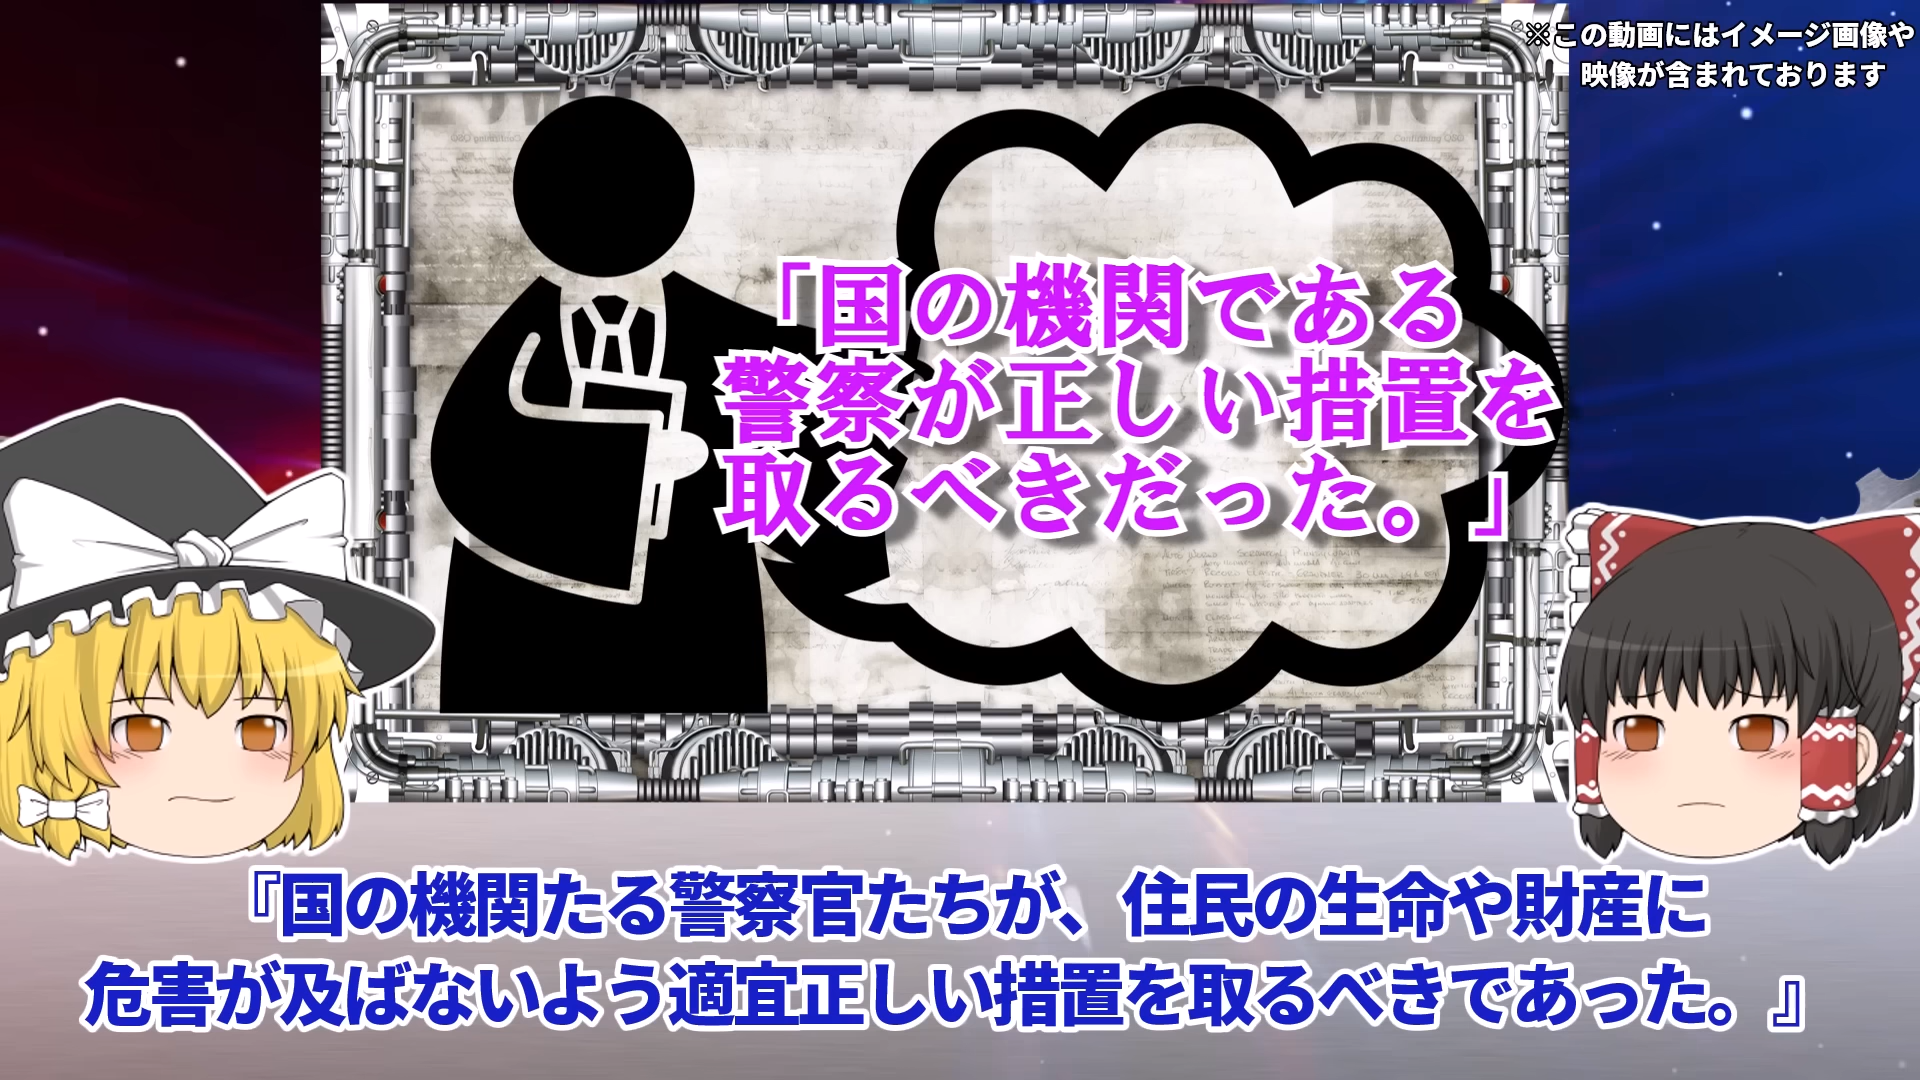 ※この動画にはイメージ画像や
映像が含まれております
「国の機関である
警察が正しい措置を
取るべきだった。」
『国の機関たる警察官たちが、住民の生命や財産に
危害が及ばないよう適宜正しい措置を取るべきであった。』